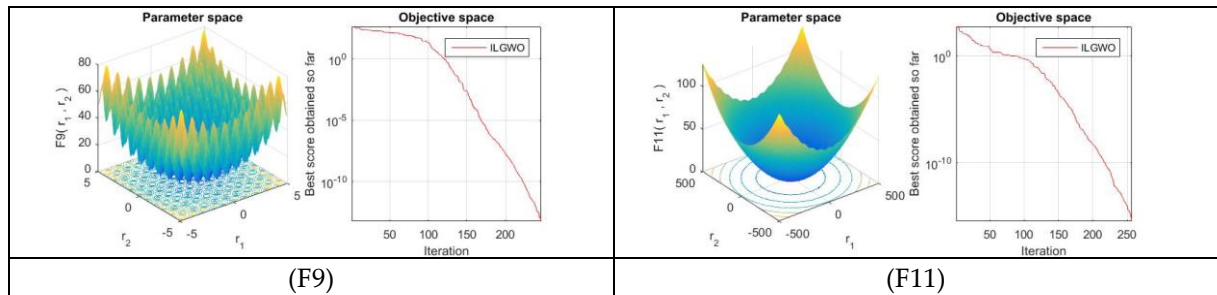 Parameter space
Objective space
F9( r1 , r2 )
80
60
40
20
0
5
0
-5
r2
-5
0
5
r1
Best score obtained so far
10^0
10^-5
10^-10
50 100 150 200
Iteration
ILGWO
Parameter space
Objective space
F11( r1 , r2 )
100
50
0
500
0
-500
r2
-500
0
500
r1
Best score obtained so far
10^0
10^-10
50 100 150 200 250
Iteration
ILGWO
(F9)
(F11)